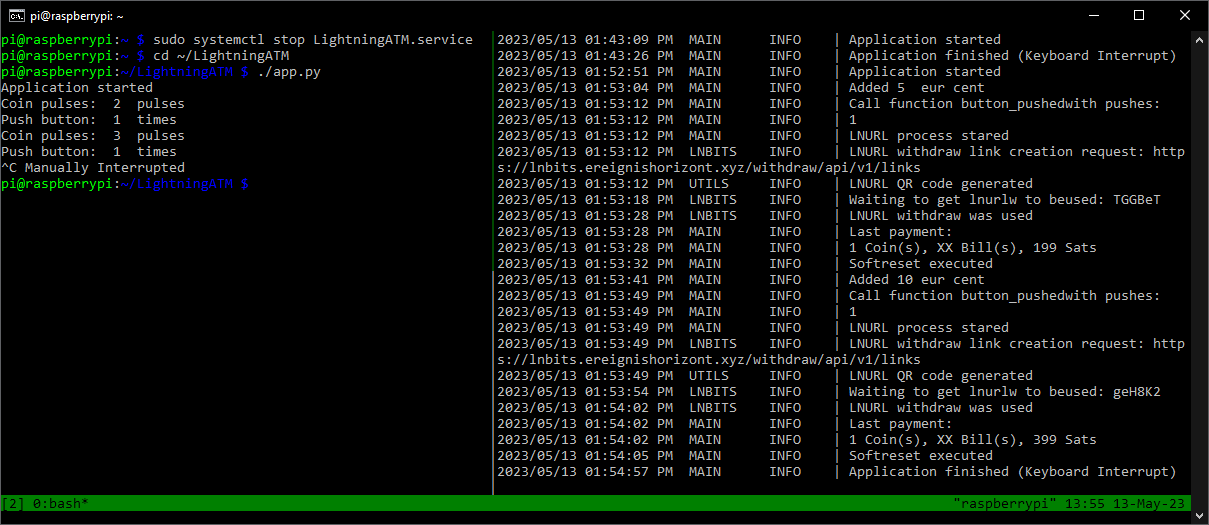 pi@raspberrypi: ~
pi@raspberrypi:~ $ sudo systemctl stop LightningATM.service
pi@raspberrypi:~ $ cd ~/LightningATM
pi@raspberrypi:~/LightningATM $ ./app.py
Application started
Coin pulses:  2  pulses
Push button:  1  times
Coin pulses:  3  pulses
Push button:  1  times
^C Manually Interrupted
pi@raspberrypi:~/LightningATM $
2023/05/13 01:43:09 PM  MAIN      INFO    | Application started
2023/05/13 01:43:26 PM  MAIN      INFO    | Application finished (Keyboard Interrupt)
2023/05/13 01:52:51 PM  MAIN      INFO    | Application started
2023/05/13 01:53:04 PM  MAIN      INFO    | Added 5  eur cent
2023/05/13 01:53:12 PM  MAIN      INFO    | Call function button_pushedwith pushes:
2023/05/13 01:53:12 PM  MAIN      INFO    | 1
2023/05/13 01:53:12 PM  MAIN      INFO    | LNURL process stared
2023/05/13 01:53:12 PM  LNBITS    INFO    | LNURL withdraw link creation request: http
s://lnbits.ereignishorizont.xyz/withdraw/api/v1/links
2023/05/13 01:53:12 PM  UTILS     INFO    | LNURL QR code generated
2023/05/13 01:53:18 PM  LNBITS    INFO    | Waiting to get lnurlw to beused: TGGBeT
2023/05/13 01:53:28 PM  LNBITS    INFO    | LNURL withdraw was used
2023/05/13 01:53:28 PM  MAIN      INFO    | Last payment:
2023/05/13 01:53:28 PM  MAIN      INFO    | 1 Coin(s), XX Bill(s), 199 Sats
2023/05/13 01:53:32 PM  MAIN      INFO    | Softreset executed
2023/05/13 01:53:41 PM  MAIN      INFO    | Added 10 eur cent
2023/05/13 01:53:49 PM  MAIN      INFO    | Call function button_pushedwith pushes:
2023/05/13 01:53:49 PM  MAIN      INFO    | 1
2023/05/13 01:53:49 PM  MAIN      INFO    | LNURL process stared
2023/05/13 01:53:49 PM  LNBITS    INFO    | LNURL withdraw link creation request: http
s://lnbits.ereignishorizont.xyz/withdraw/api/v1/links
2023/05/13 01:53:49 PM  UTILS     INFO    | LNURL QR code generated
2023/05/13 01:53:54 PM  LNBITS    INFO    | Waiting to get lnurlw to beused: geH8K2
2023/05/13 01:54:02 PM  LNBITS    INFO    | LNURL withdraw was used
2023/05/13 01:54:02 PM  MAIN      INFO    | Last payment:
2023/05/13 01:54:02 PM  MAIN      INFO    | 1 Coin(s), XX Bill(s), 399 Sats
2023/05/13 01:54:05 PM  MAIN      INFO    | Softreset executed
2023/05/13 01:54:57 PM  MAIN      INFO    | Application finished (Keyboard Interrupt)
[2] 0:bash* "raspberrypi" 13:55 13-May-23